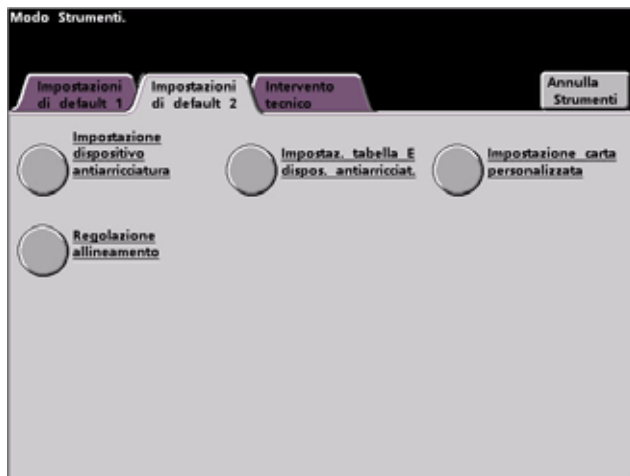 Modo Strumenti.
Impostazioni
di default 1
Impostazioni
di default 2
Intervento
tecnico
Annulla
Strumenti
Impostazione
dispositivo
antiarricciatura
Impostaz. tabella E
dispos. antiarricciat.
Impostazione carta
personalizzata
Regolazione
allineamento